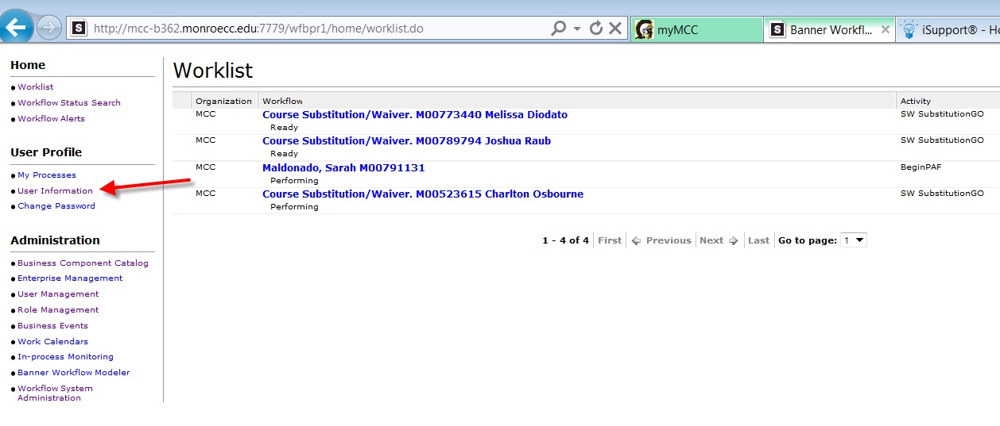 http://mcc-b362.monroecc.edu:7779/wfbpr1/home/worklist.do
myMCC
Banner Workfl...
iSupport® - Ho
Home
Worklist
Workflow Status Search
Workflow Alerts
User Profile
My Processes
User Information
Change Password
Administration
Business Component Catalog
Enterprise Management
User Management
Role Management
Business Events
Work Calendars
In-process Monitoring
Banner Workflow Modeler
Workflow System
Administration
Worklist
Organization Workflow Activity
MCC Course Substitution/Waiver. M00773440 Melissa Diodato SW SubstitutionGO
Ready
MCC Course Substitution/Waiver. M00789794 Joshua Raub SW SubstitutionGO
Ready
MCC Maldonado, Sarah M00791131 BeginPAF
Performing
MCC Course Substitution/Waiver. M00523615 Charlton Osbourne SW SubstitutionGO
Performing
1 - 4 of 4 First Previous Next Last Go to page: 1